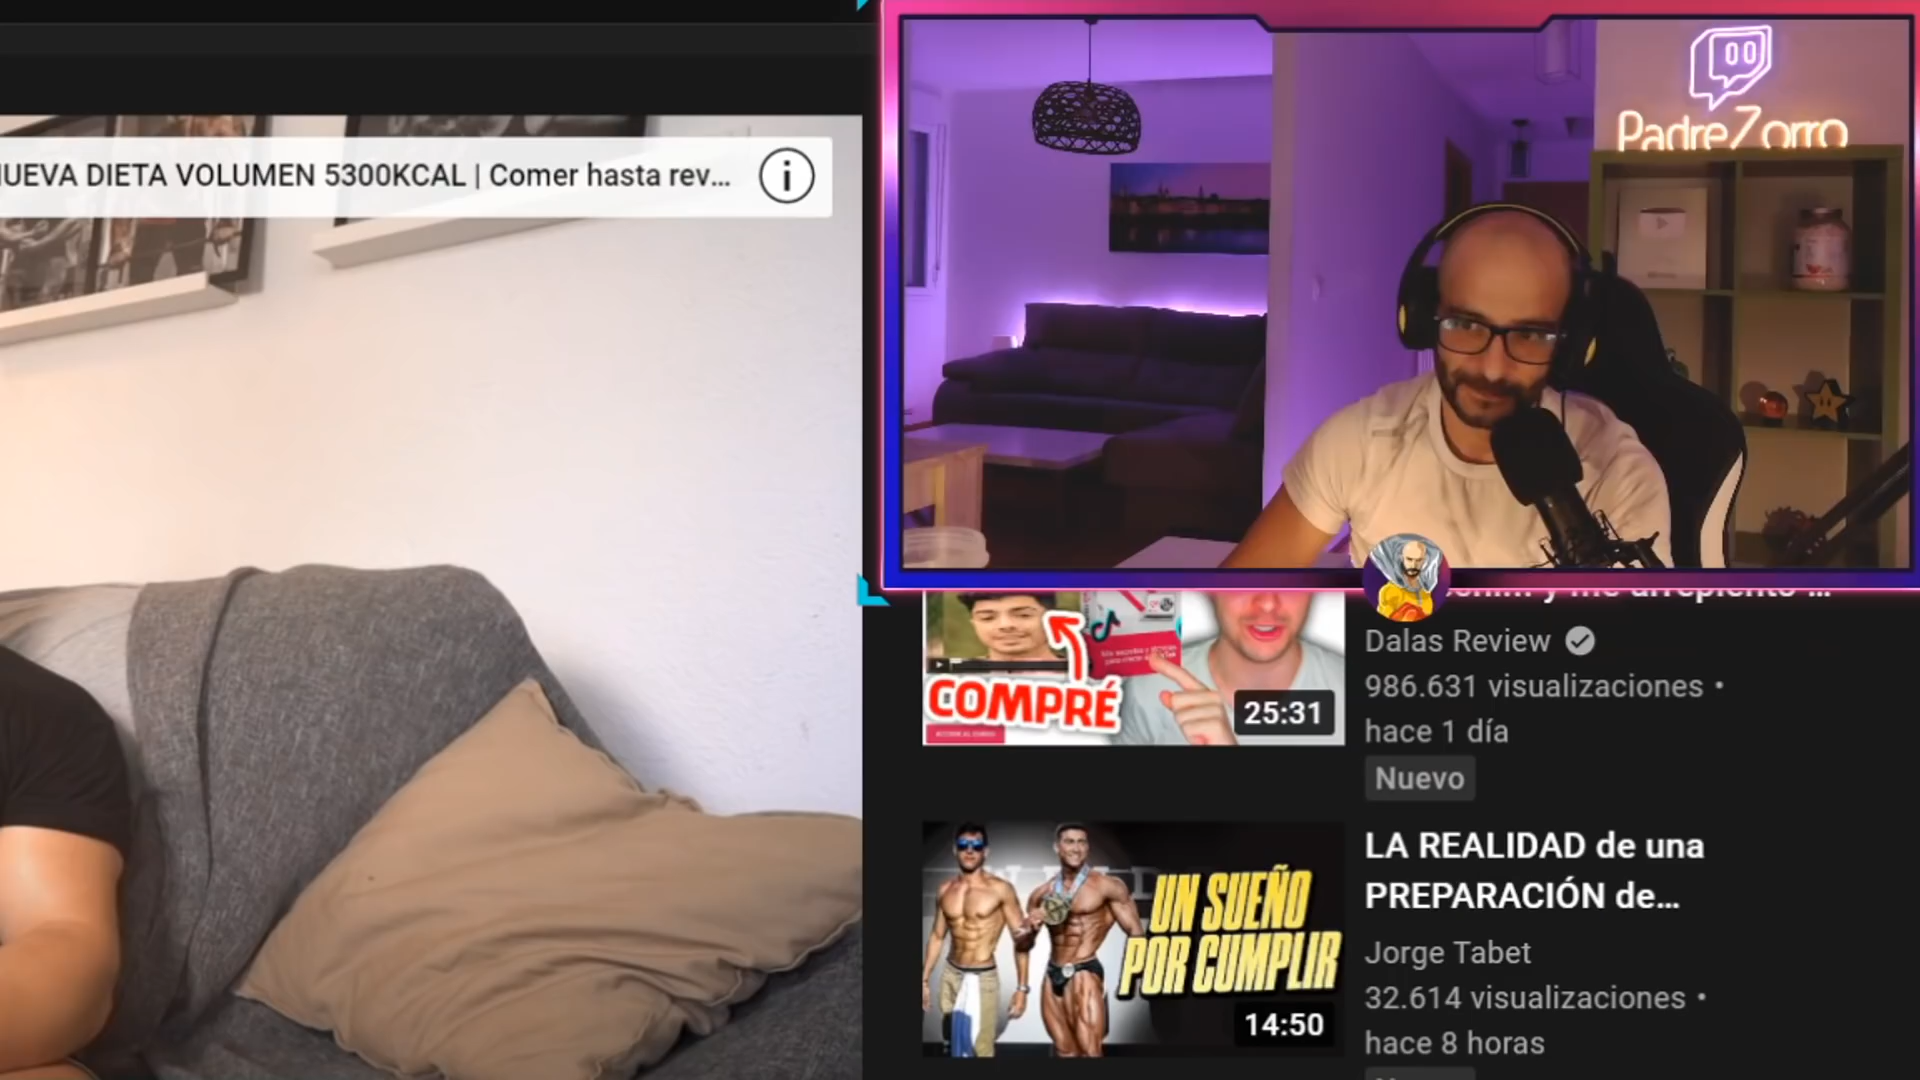 UEVA DIETA VOLUMEN 5300KCAL | Comer hasta rev...
PadreZorro
COMPRÉ
25:31
y me arrepiento ...
Dalas Review
986.631 visualizaciones •
hace 1 día
Nuevo
UN SUEÑO
POR CUMPLIR
14:50
LA REALIDAD de una
PREPARACIÓN de...
Jorge Tabet
32.614 visualizaciones •
hace 8 horas